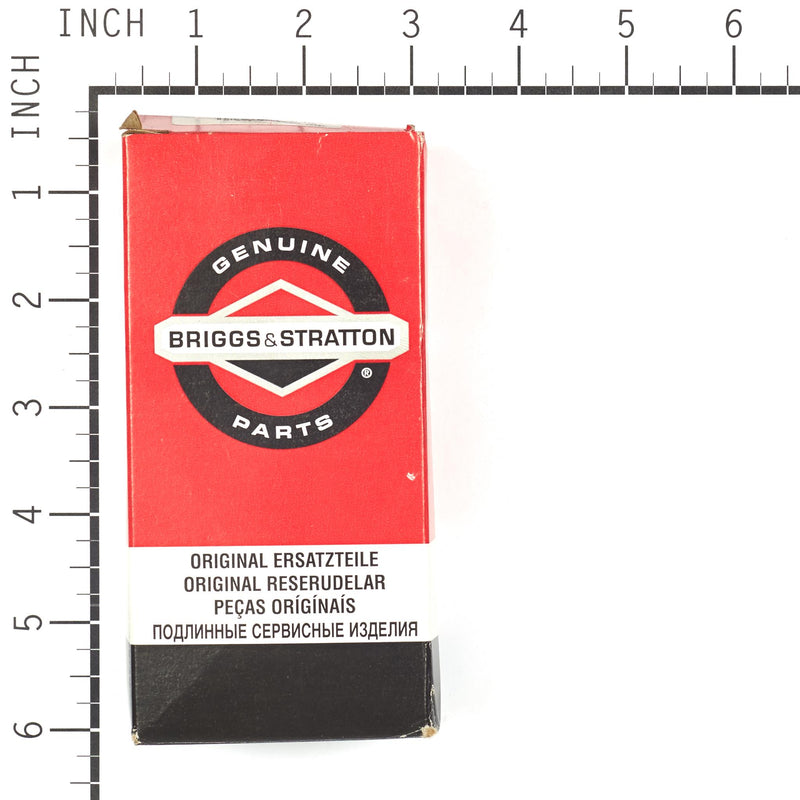 INCH 1 2 3 4 5 6
INCH
1
2
3
4
5
6
GENUINE
BRIGGS & STRATTON
®
PARTS
ORIGINAL ERSATZTEILE
ORIGINAL RESERUDELAR
PEÇAS ORÍGÍNAÍS
ПОДЛИННЫЕ СЕРВИСНЫЕ ИЗДЕЛИЯ